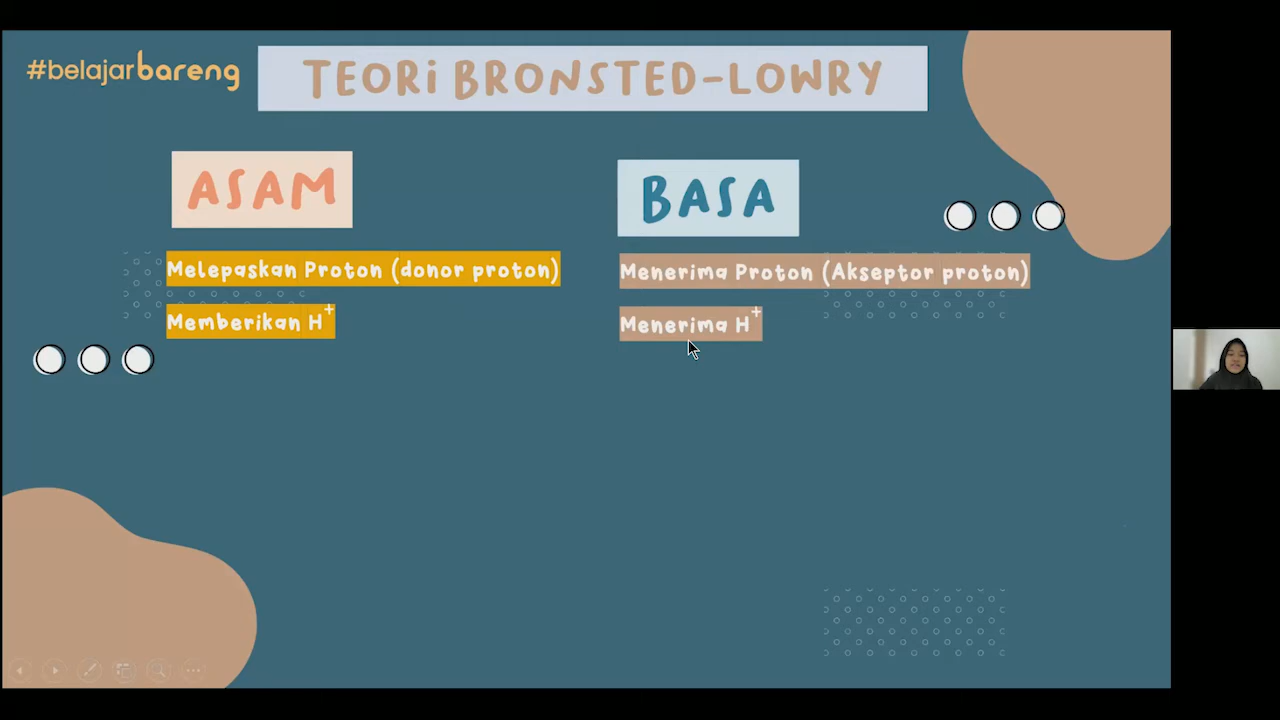 #belajarbareng
TEORI BRONSTED-LOWRY
ASAM
Melepaskan Proton (donor proton)
Memberikan H⁺
BASA
Menerima Proton (Akseptor proton)
Menerima H⁺